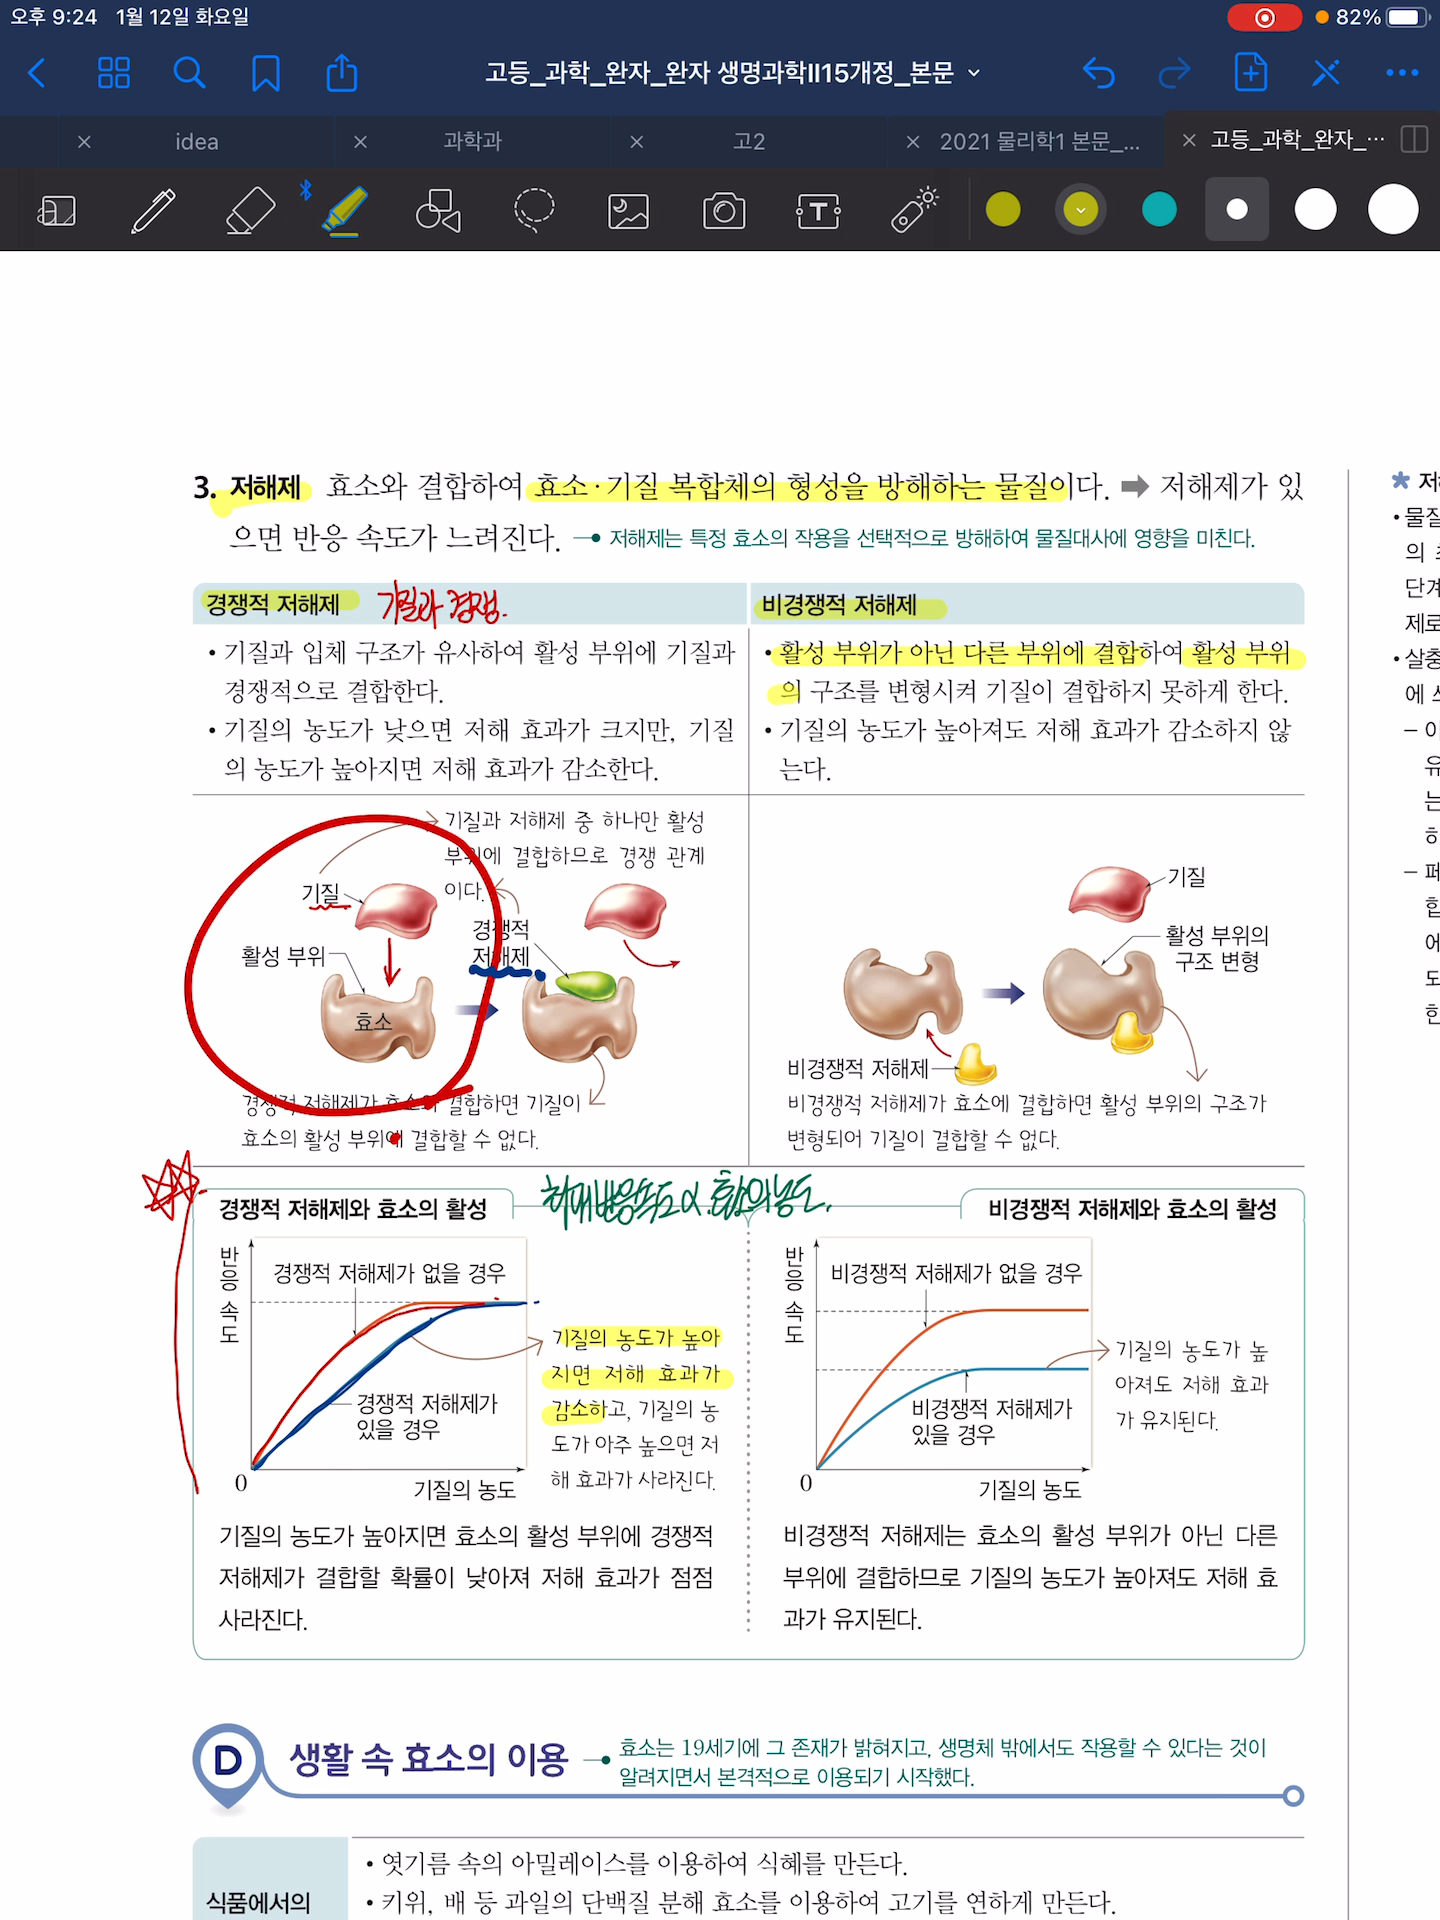 오후 9:24 1월 12일 화요일
82%
고등_과학_완자_완자 생명과학II15개정_본문
idea
과학과
고2
2021 물리학1 본문_...
고등_과학_완자_...
3. 저해제 효소와 결합하여 효소·기질 복합체의 형성을 방해하는 물질이다. ➡ 저해제가 있
으면 반응 속도가 느려진다. 저해제는 특정 효소의 작용을 선택적으로 방해하여 물질대사에 영향을 미친다.
경쟁적 저해제 기질과 경쟁.
비경쟁적 저해제
• 기질과 입체 구조가 유사하여 활성 부위에 기질과
경쟁적으로 결합한다.
• 기질의 농도가 낮으면 저해 효과가 크지만, 기질
의 농도가 높아지면 저해 효과가 감소한다.
• 활성 부위가 아닌 다른 부위에 결합하여 활성 부위
의 구조를 변형시켜 기질이 결합하지 못하게 한다.
• 기질의 농도가 높아져도 저해 효과가 감소하지 않
는다.
기질과 저해제 중 하나만 활성
부위에 결합하므로 경쟁 관계
이다.
기질
경쟁적
저해제
활성 부위
효소
경쟁적 저해제가 효소와 결합하면 기질이
효소의 활성 부위에 결합할 수 없다.
기질
활성 부위의
구조 변형
비경쟁적 저해제
비경쟁적 저해제가 효소에 결합하면 활성 부위의 구조가
변형되어 기질이 결합할 수 없다.
최대반응속도 ∝ 효소의 농도.
경쟁적 저해제와 효소의 활성
반응 속도
경쟁적 저해제가 없을 경우
경쟁적 저해제가
있을 경우
0
기질의 농도
기질의 농도가 높아
지면 저해 효과가
감소하고, 기질의 농
도가 아주 높으면 저
해 효과가 사라진다.
기질의 농도가 높아지면 효소의 활성 부위에 경쟁적
저해제가 결합할 확률이 낮아져 저해 효과가 점점
사라진다.
비경쟁적 저해제와 효소의 활성
반응 속도
비경쟁적 저해제가 없을 경우
비경쟁적 저해제가
있을 경우
0
기질의 농도
기질의 농도가 높
아져도 저해 효과
가 유지된다.
비경쟁적 저해제는 효소의 활성 부위가 아닌 다른
부위에 결합하므로 기질의 농도가 높아져도 저해 효
과가 유지된다.
D 생활 속 효소의 이용
효소는 19세기에 그 존재가 밝혀지고, 생명체 밖에서도 작용할 수 있다는 것이
알려지면서 본격적으로 이용되기 시작했다.
식품에서의
• 엿기름 속의 아밀레이스를 이용하여 식혜를 만든다.
• 키위, 배 등 과일의 단백질 분해 효소를 이용하여 고기를 연하게 만든다.
• 물질
의
단계
제로
• 살충